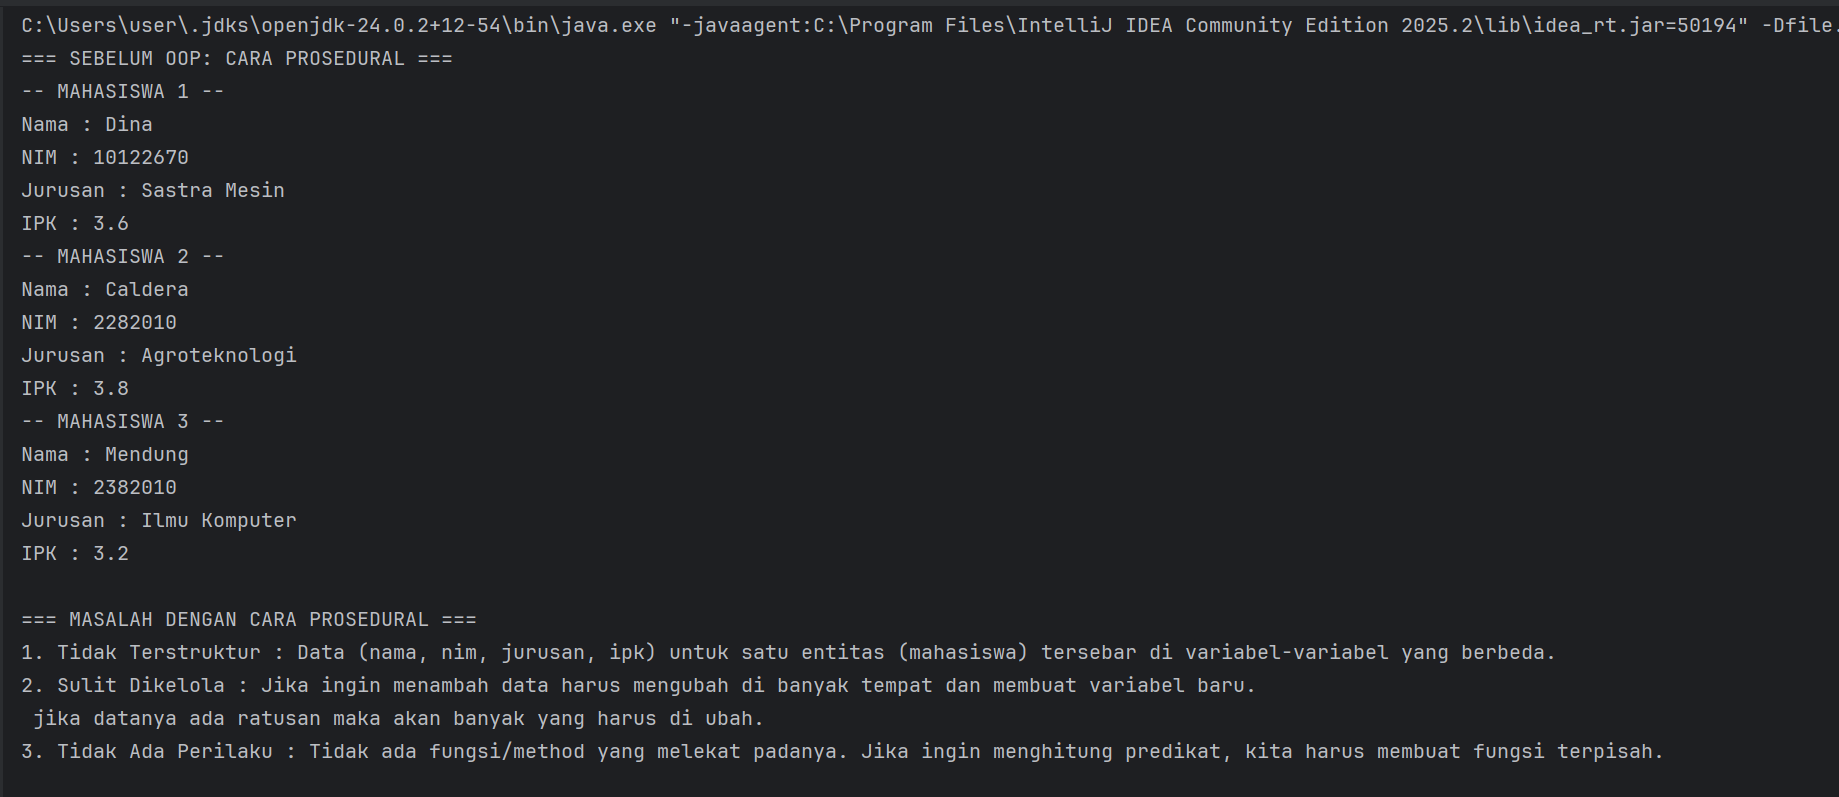 C:\Users\user\.jdks\openjdk-24.0.2+12-54\bin\java.exe "-javaagent:C:\Program Files\IntelliJ IDEA Community Edition 2025.2\lib\idea_rt.jar=50194" -Dfile.
=== SEBELUM OOP: CARA PROSEDURAL ===
-- MAHASISWA 1 --
Nama : Dina
NIM : 10122670
Jurusan : Sastra Mesin
IPK : 3.6
-- MAHASISWA 2 --
Nama : Caldera
NIM : 2282010
Jurusan : Agroteknologi
IPK : 3.8
-- MAHASISWA 3 --
Nama : Mendung
NIM : 2382010
Jurusan : Ilmu Komputer
IPK : 3.2
=== MASALAH DENGAN CARA PROSEDURAL ===
1. Tidak Terstruktur : Data (nama, nim, jurusan, ipk) untuk satu entitas (mahasiswa) tersebar di variabel-variabel yang berbeda.
2. Sulit Dikelola : Jika ingin menambah data harus mengubah di banyak tempat dan membuat variabel baru.
 jika datanya ada ratusan maka akan banyak yang harus di ubah.
3. Tidak Ada Perilaku : Tidak ada fungsi/method yang melekat padanya. Jika ingin menghitung predikat, kita harus membuat fungsi terpisah.